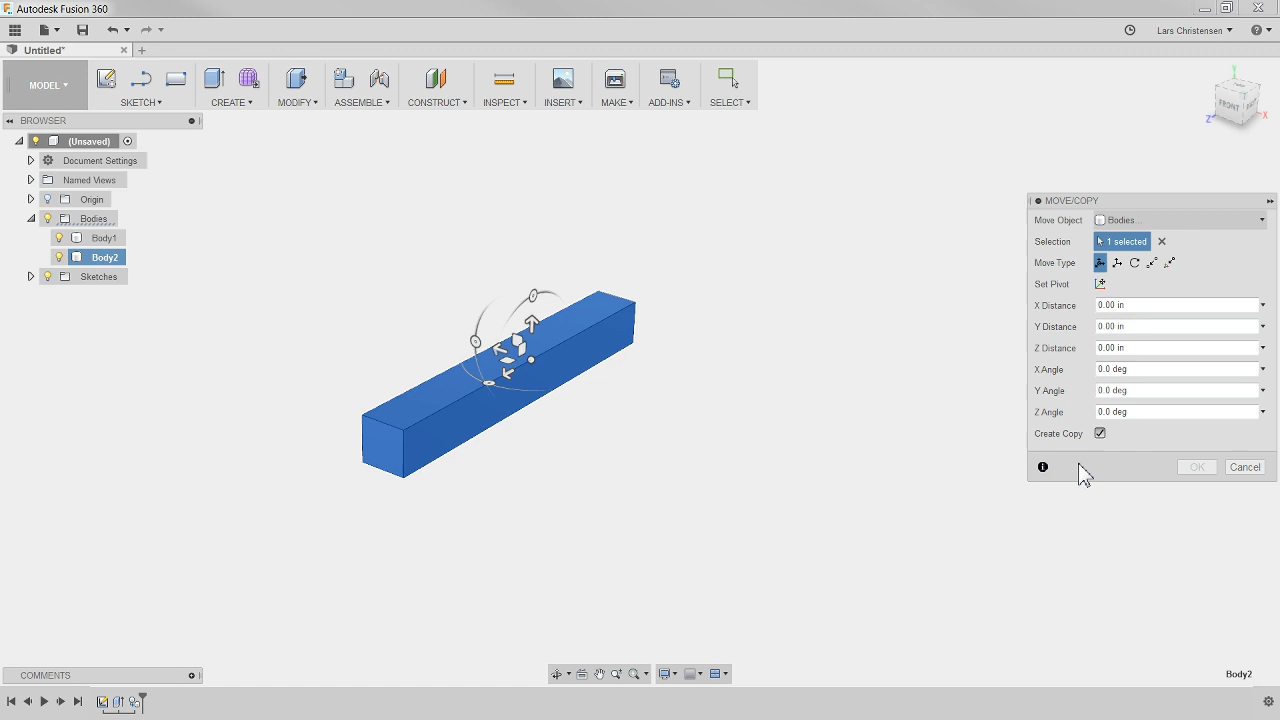 Autodesk Fusion 360
Lars Christensen
Untitled*
MODEL
SKETCH
CREATE
MODIFY
ASSEMBLE
CONSTRUCT
INSPECT
INSERT
MAKE
ADD-INS
SELECT
BROWSER
(Unsaved)
Document Settings
Named Views
Origin
Bodies
Body1
Body2
Sketches
Y
FRONT
Z
X
MOVE/COPY
Move Object Bodies...
Selection 1 selected
Move Type
Set Pivot
X Distance 0.00 in
Y Distance 0.00 in
Z Distance 0.00 in
X Angle 0.0 deg
Y Angle 0.0 deg
Z Angle 0.0 deg
Create Copy
OK Cancel
COMMENTS
Body2